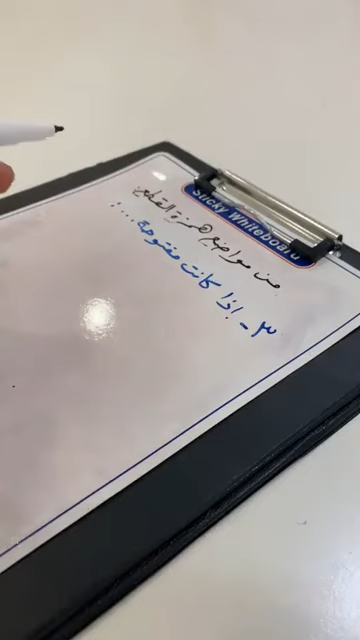 Sticky Whiteboard
من مواضع همزة القطع
٣- إذا كانت مفتوحة...: